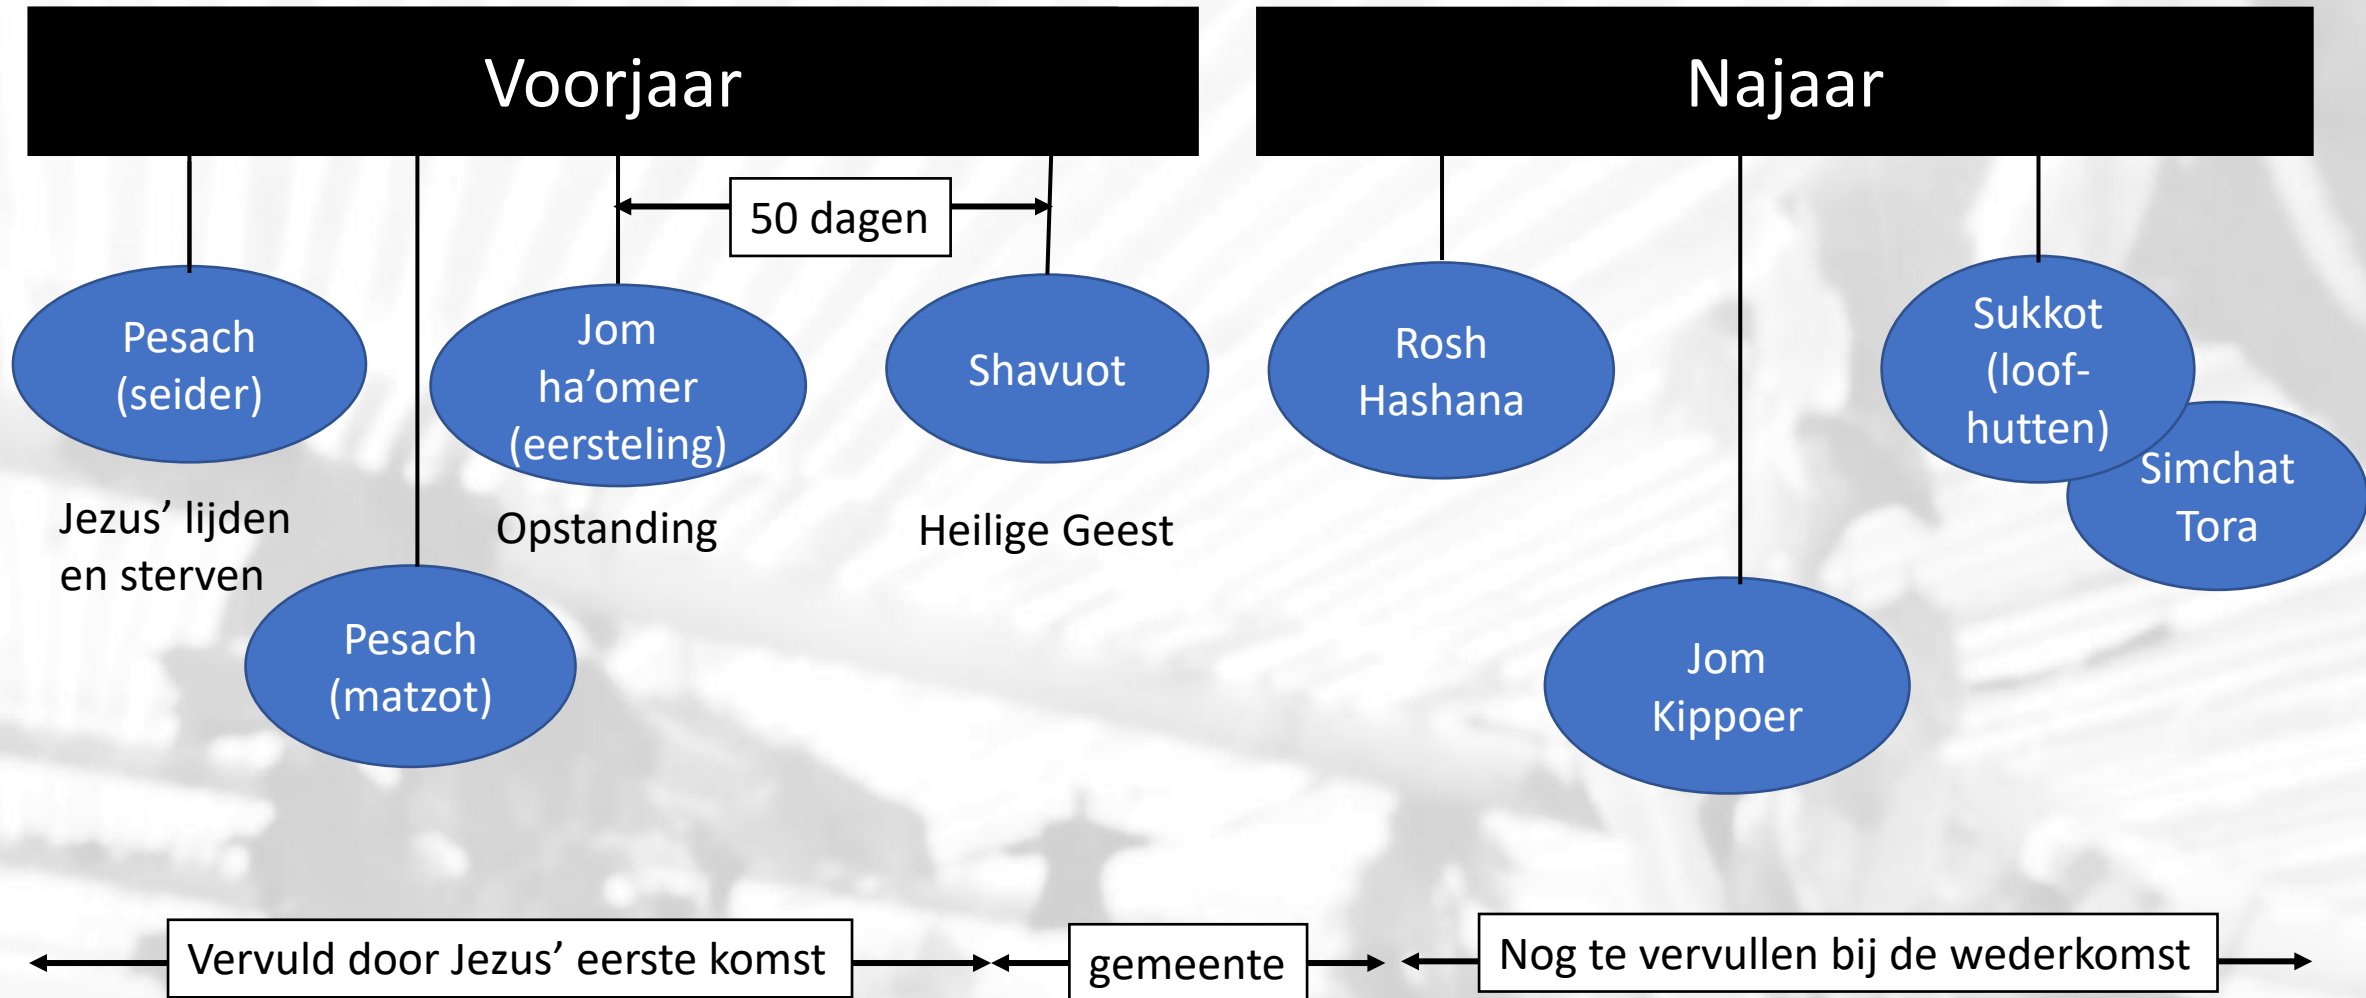 Voorjaar
Najaar
50 dagen
Pesach
(seider)
Jom
ha’omer
(eersteling)
Shavuot
Rosh
Hashana
Sukkot
(loof-
hutten)
Simchat
Tora
Jezus’ lijden
en sterven
Opstanding
Heilige Geest
Pesach
(matzot)
Jom
Kippoer
Vervuld door Jezus’ eerste komst
gemeente
Nog te vervullen bij de wederkomst